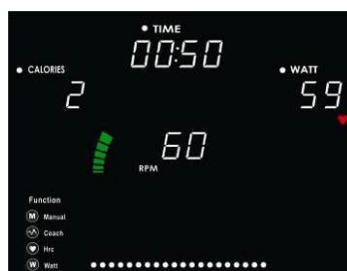 • TIME
00:50
• CALORIES
2
• WATT
59
60
RPM
Function
M Manual
Coach
Hrc
W Watt